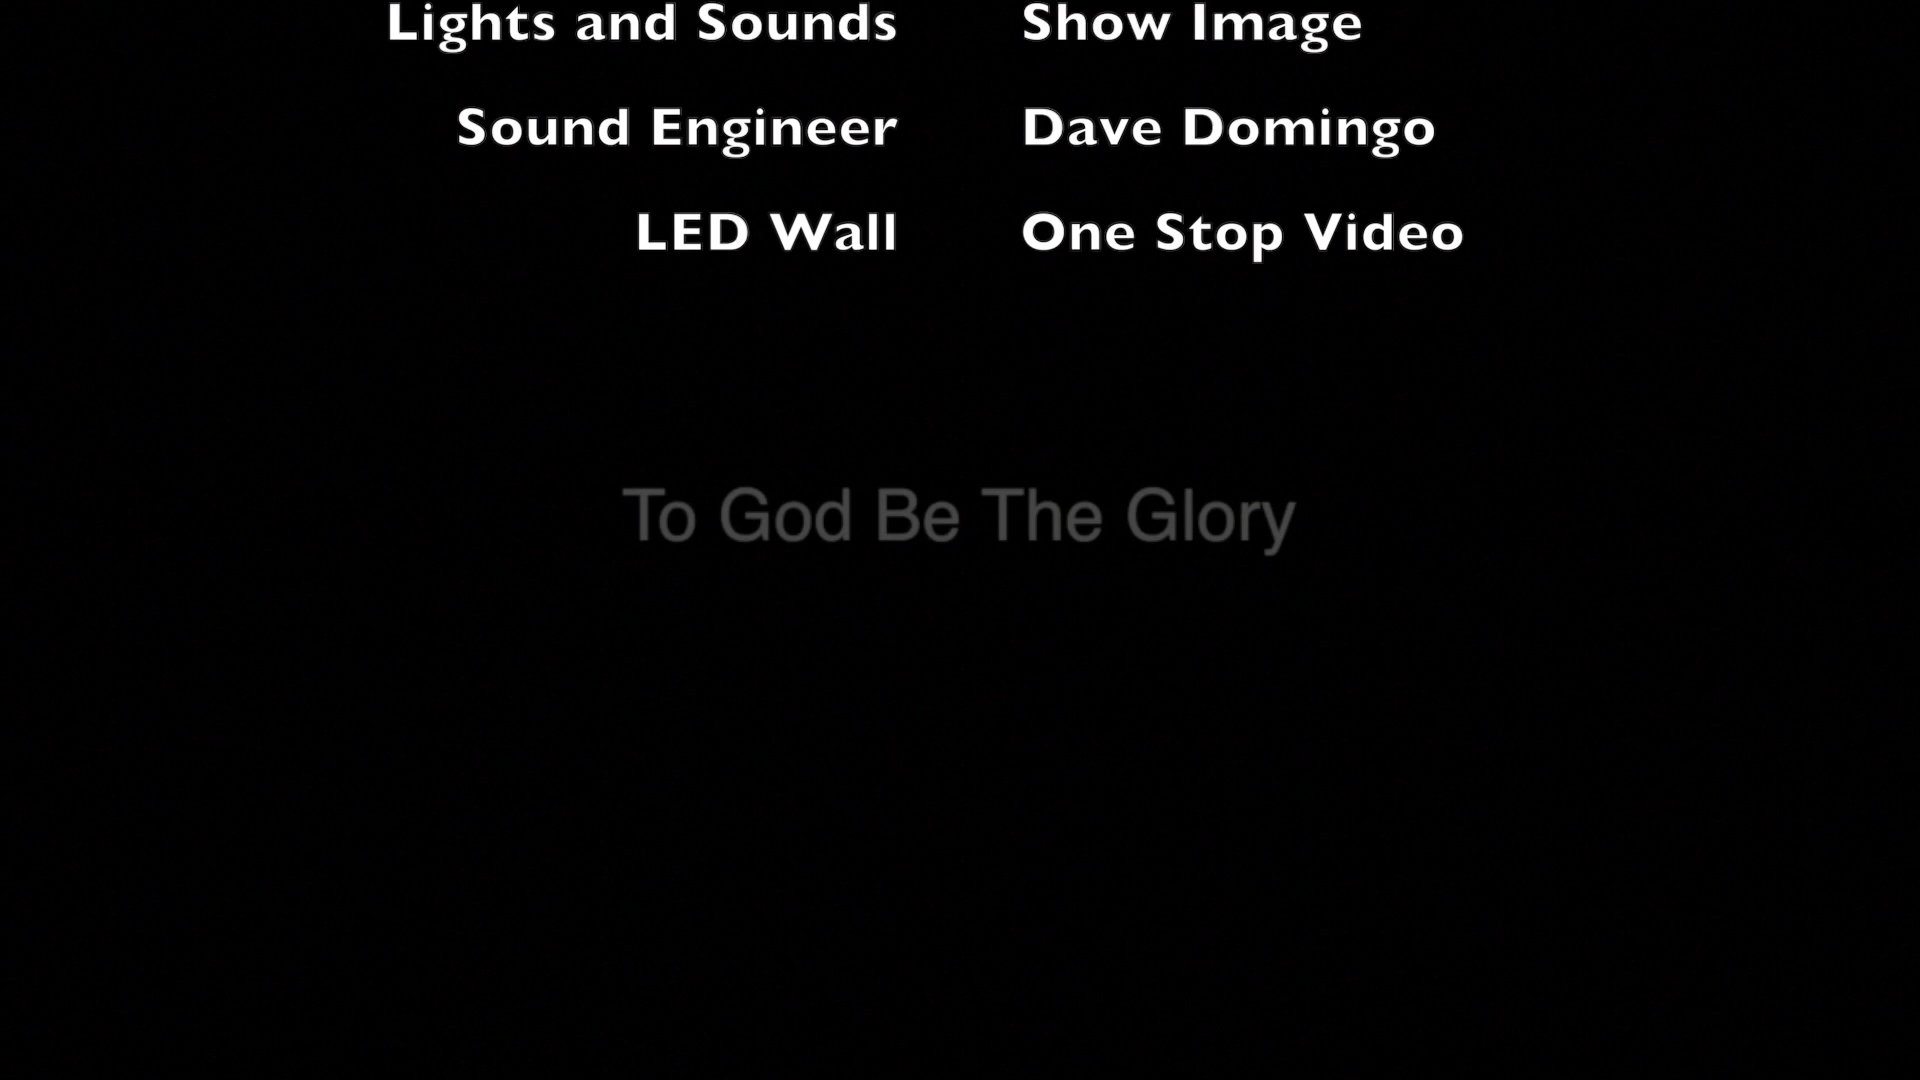 Lights and Sounds Show Image
Sound Engineer Dave Domingo
LED Wall One Stop Video
To God Be The Glory